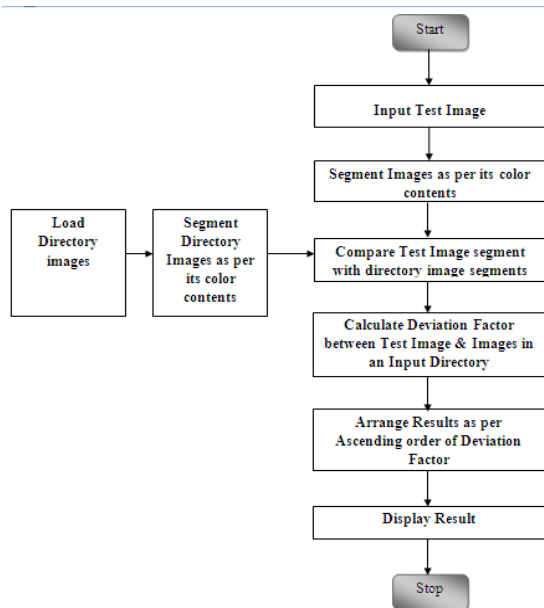 Start
Input Test Image
Segment Images as per its color
contents
Load
Directory
images
Segment
Directory
Images as per
its color
contents
Compare Test Image segment
with directory image segments
Calculate Deviation Factor
between Test Image & Images in
an Input Directory
Arrange Results as per
Ascending order of Deviation
Factor
Display Result
Stop